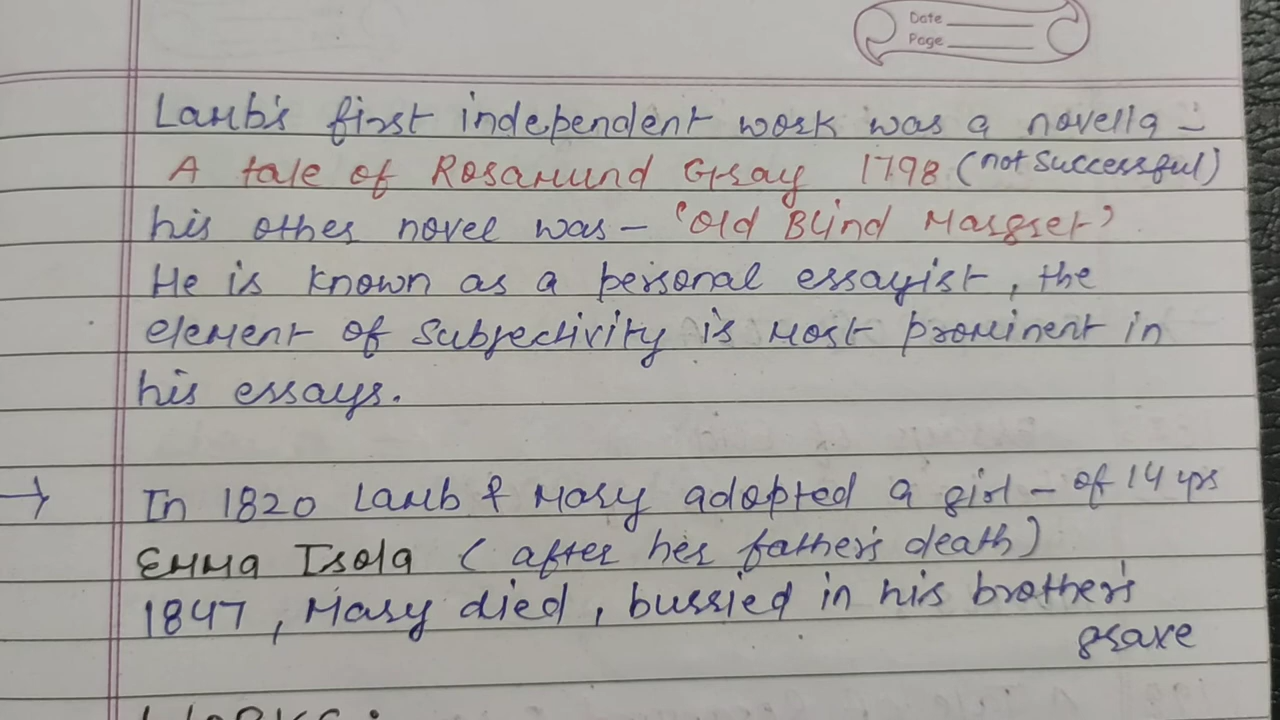 Date
Page
Lamb's first independent work was a novella -
A tale of Rosamund Gray 1798 (not successful)
his other novel was - 'Old Blind Margret'
He is known as a personal essayist, the
element of subjectivity is most prominent in
his essays.
→ In 1820 Lamb & Mary adopted a girl - of 14 yrs
Emma Isola (after her father's death)
1847, Mary died, burried in his brother's
grave
Works: